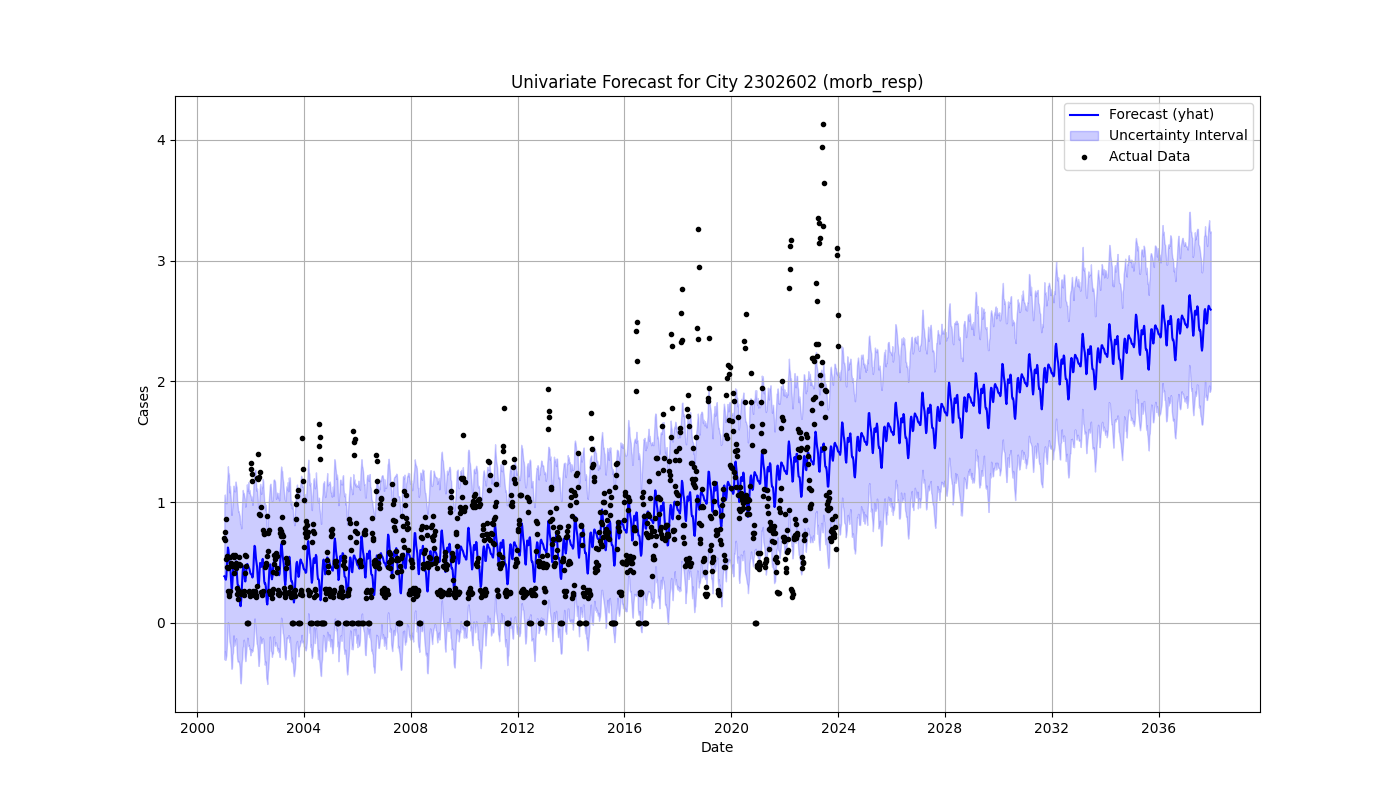 Univariate Forecast for City 2302602 (morb_resp)
Forecast (yhat)
Uncertainty Interval
Actual Data
Cases
4
3
2
1
0
2000 2004 2008 2012 2016 2020 2024 2028 2032 2036
Date